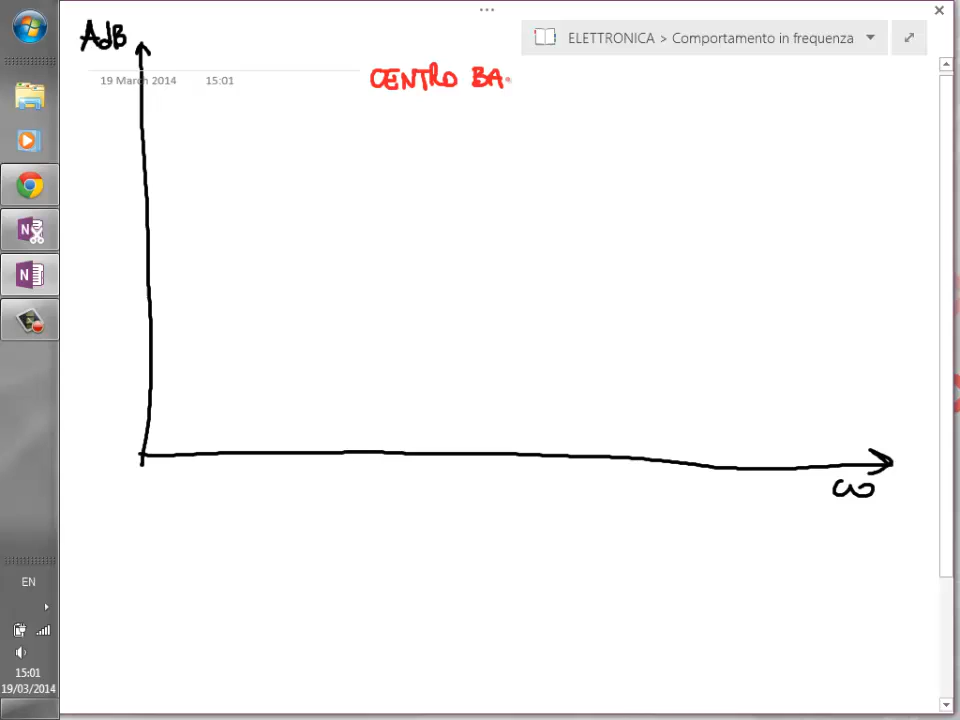 AdB
ELETTRONICA > Comportamento in frequenza
19 March 2014 15:01
CENTRO BA
ω
EN
15:01
19/03/2014